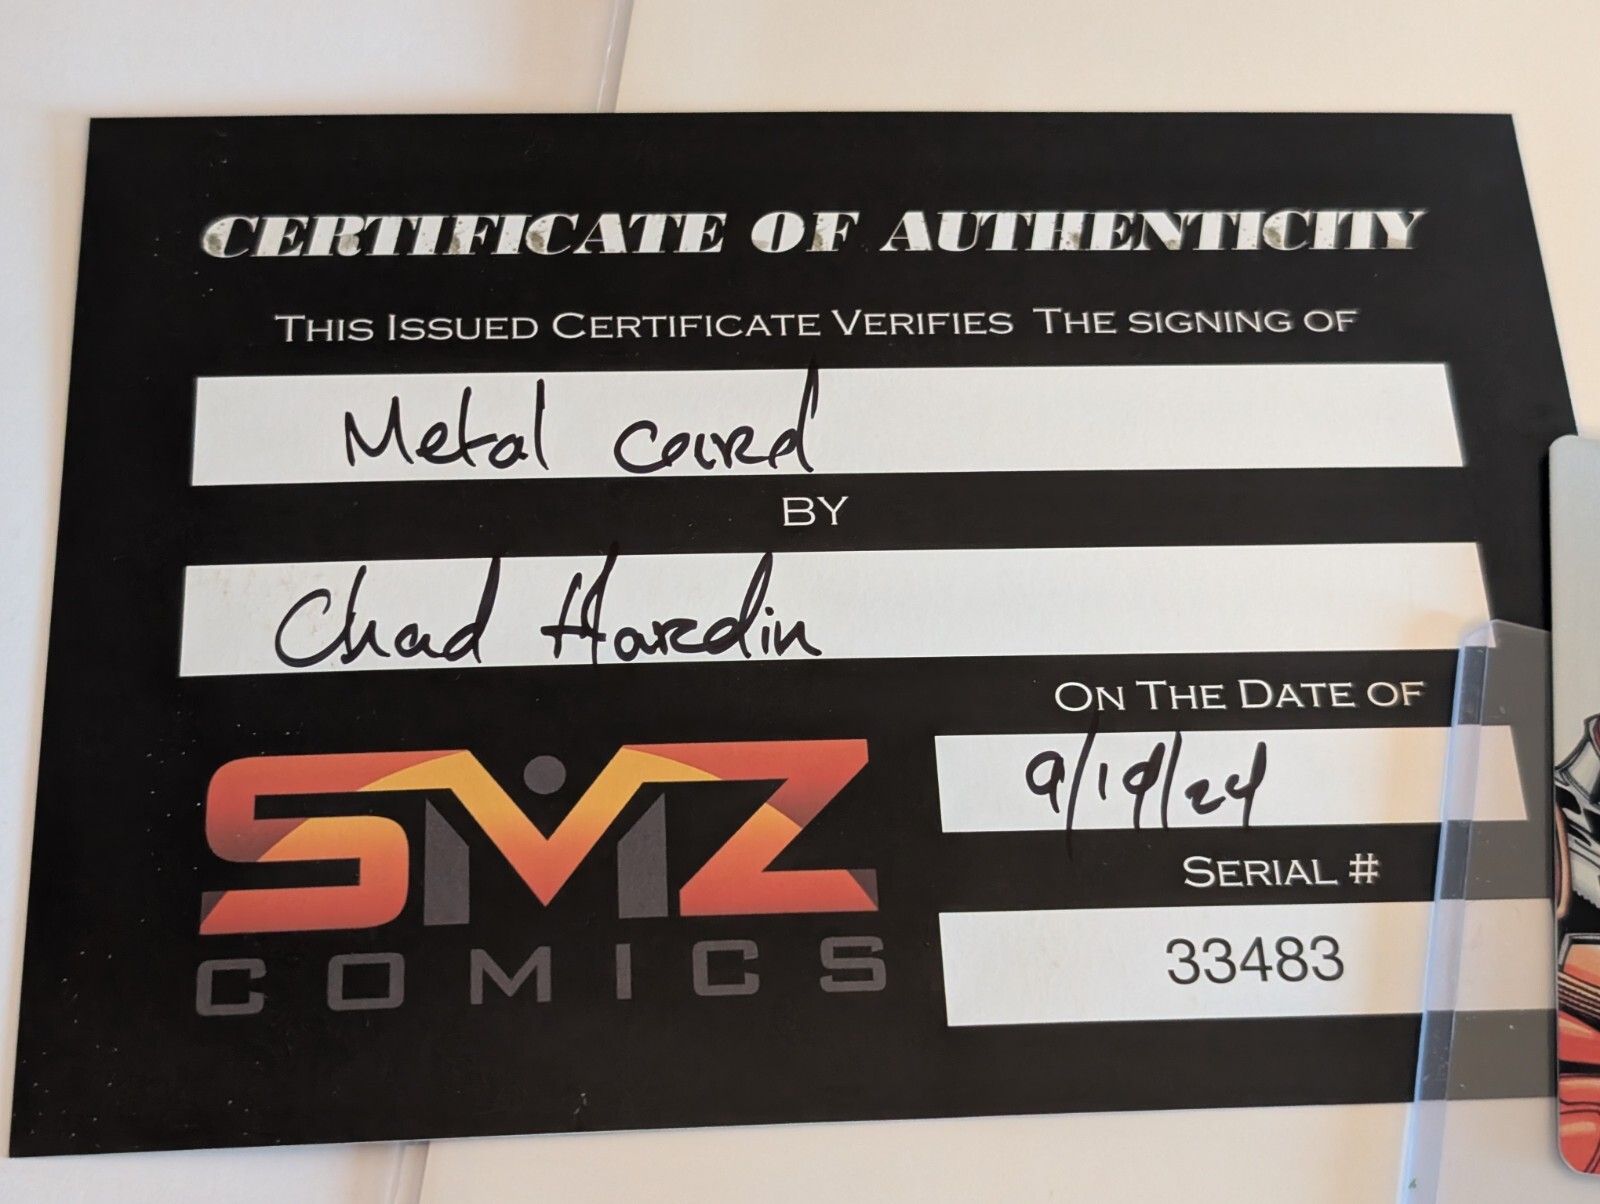 CERTIFICATE OF AUTHENTICITY
THIS ISSUED CERTIFICATE VERIFIES THE SIGNING OF
Metal card
BY
Chad Hardin
ON THE DATE OF
9/19/24
SERIAL #
33483
SMZ
COMICS